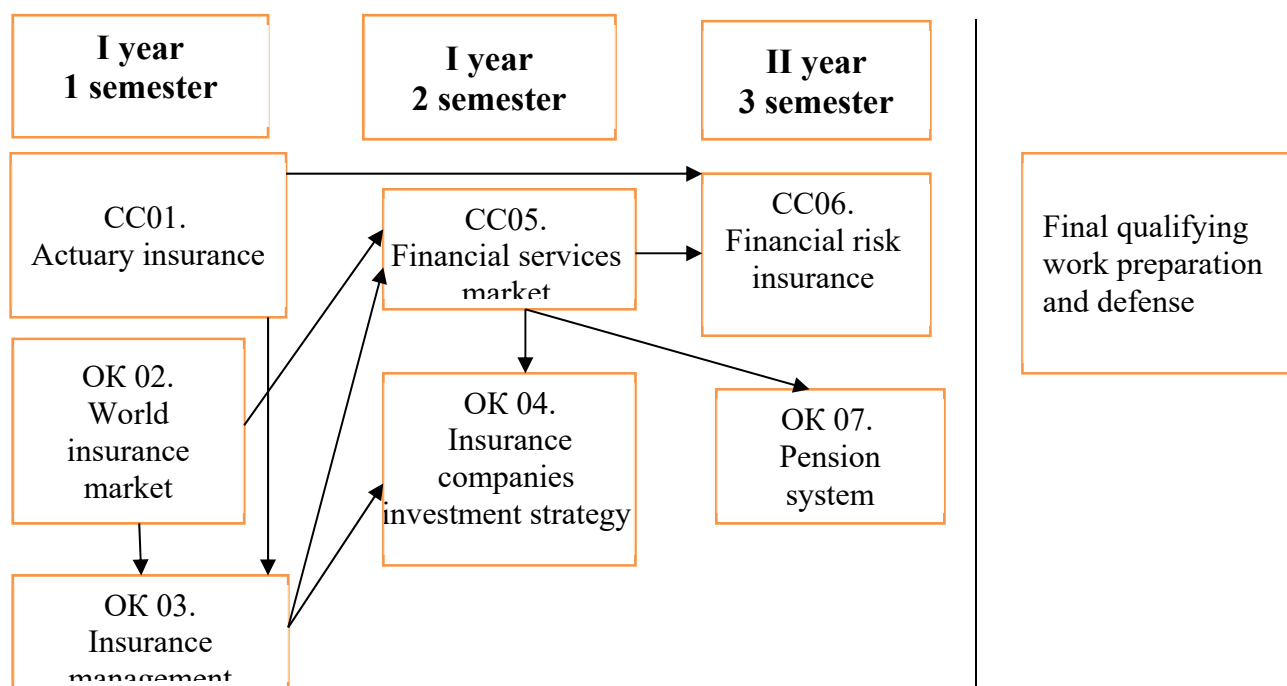 I year
1 semester
I year
2 semester
II year
3 semester
CC01.
Actuary insurance
CC05.
Financial services
market
CC06.
Financial risk
insurance
Final qualifying
work preparation
and defense
ОК 02.
World
insurance
market
ОК 04.
Insurance
companies
investment strategy
ОК 07.
Pension
system
ОК 03.
Insurance
management